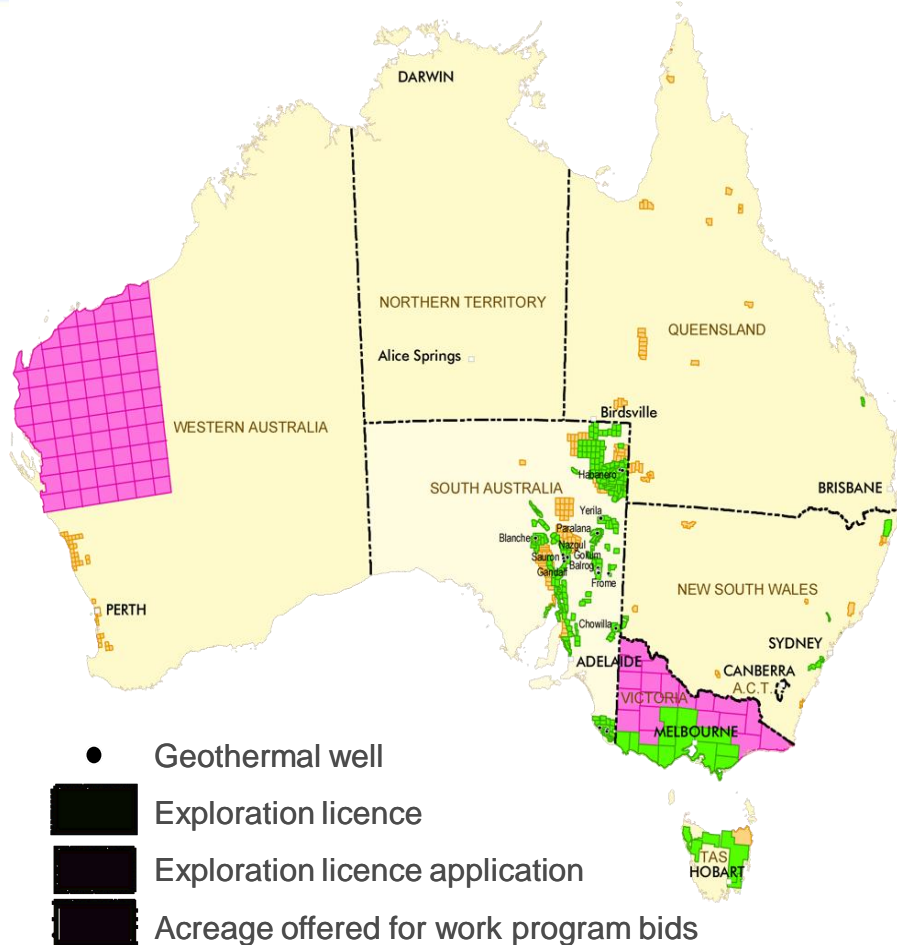 DARWIN
NORTHERN TERRITORY
QUEENSLAND
Alice Springs
Birdsville
WESTERN AUSTRALIA
Habanero
SOUTH AUSTRALIA
BRISBANE
Yerila
Paralana
Blanche
Nazgul
Sauron
Gollum
Balrog
Gandalf
Frome
NEW SOUTH WALES
PERTH
Chowilla
SYDNEY
ADELAIDE
CANBERRA
A.C.T.
VICTORIA
MELBOURNE
Geothermal well
Exploration licence
TAS
HOBART
Exploration licence application
Acreage offered for work program bids